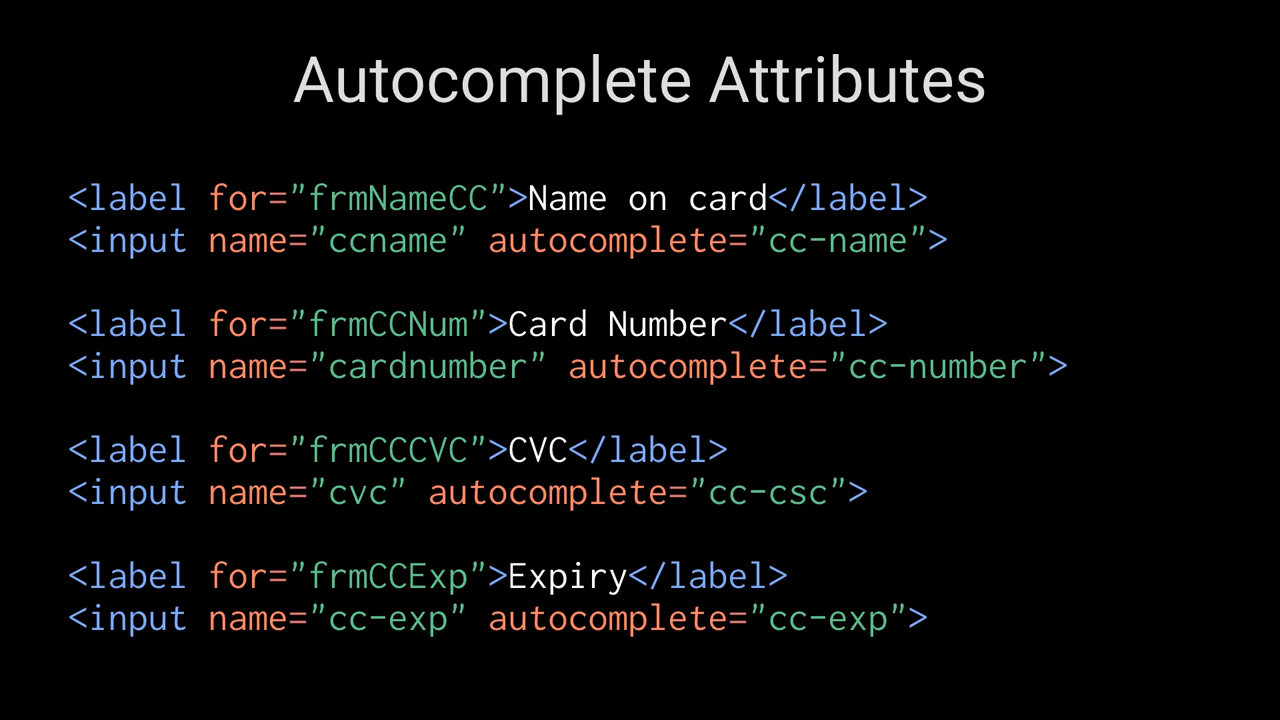 Autocomplete Attributes
<label for="frmNameCC">Name on card</label>
<input name="ccname" autocomplete="cc-name">
<label for="frmCCNum">Card Number</label>
<input name="cardnumber" autocomplete="cc-number">
<label for="frmCCCVC">CVC</label>
<input name="cvc" autocomplete="cc-csc">
<label for="frmCCExp">Expiry</label>
<input name="cc-exp" autocomplete="cc-exp">